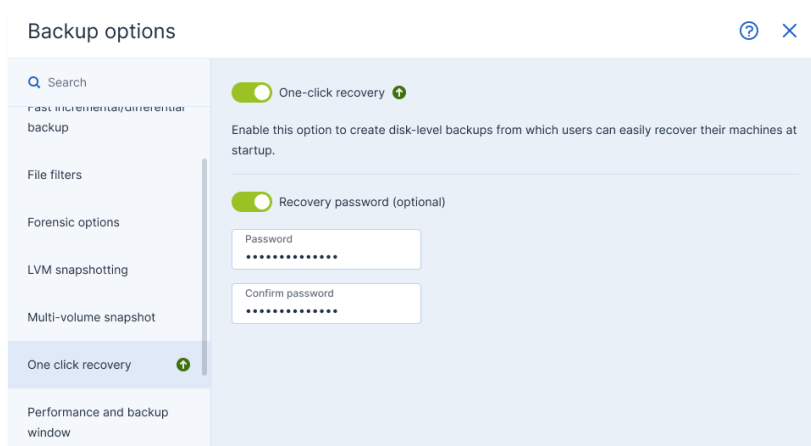 Backup options
Search
Fast incremental/differential
backup
File filters
Forensic options
LVM snapshotting
Multi-volume snapshot
One click recovery
Performance and backup
window
One-click recovery
Enable this option to create disk-level backups from which users can easily recover their machines at
startup.
Recovery password (optional)
Password
••••••••••••••
Confirm password
••••••••••••••